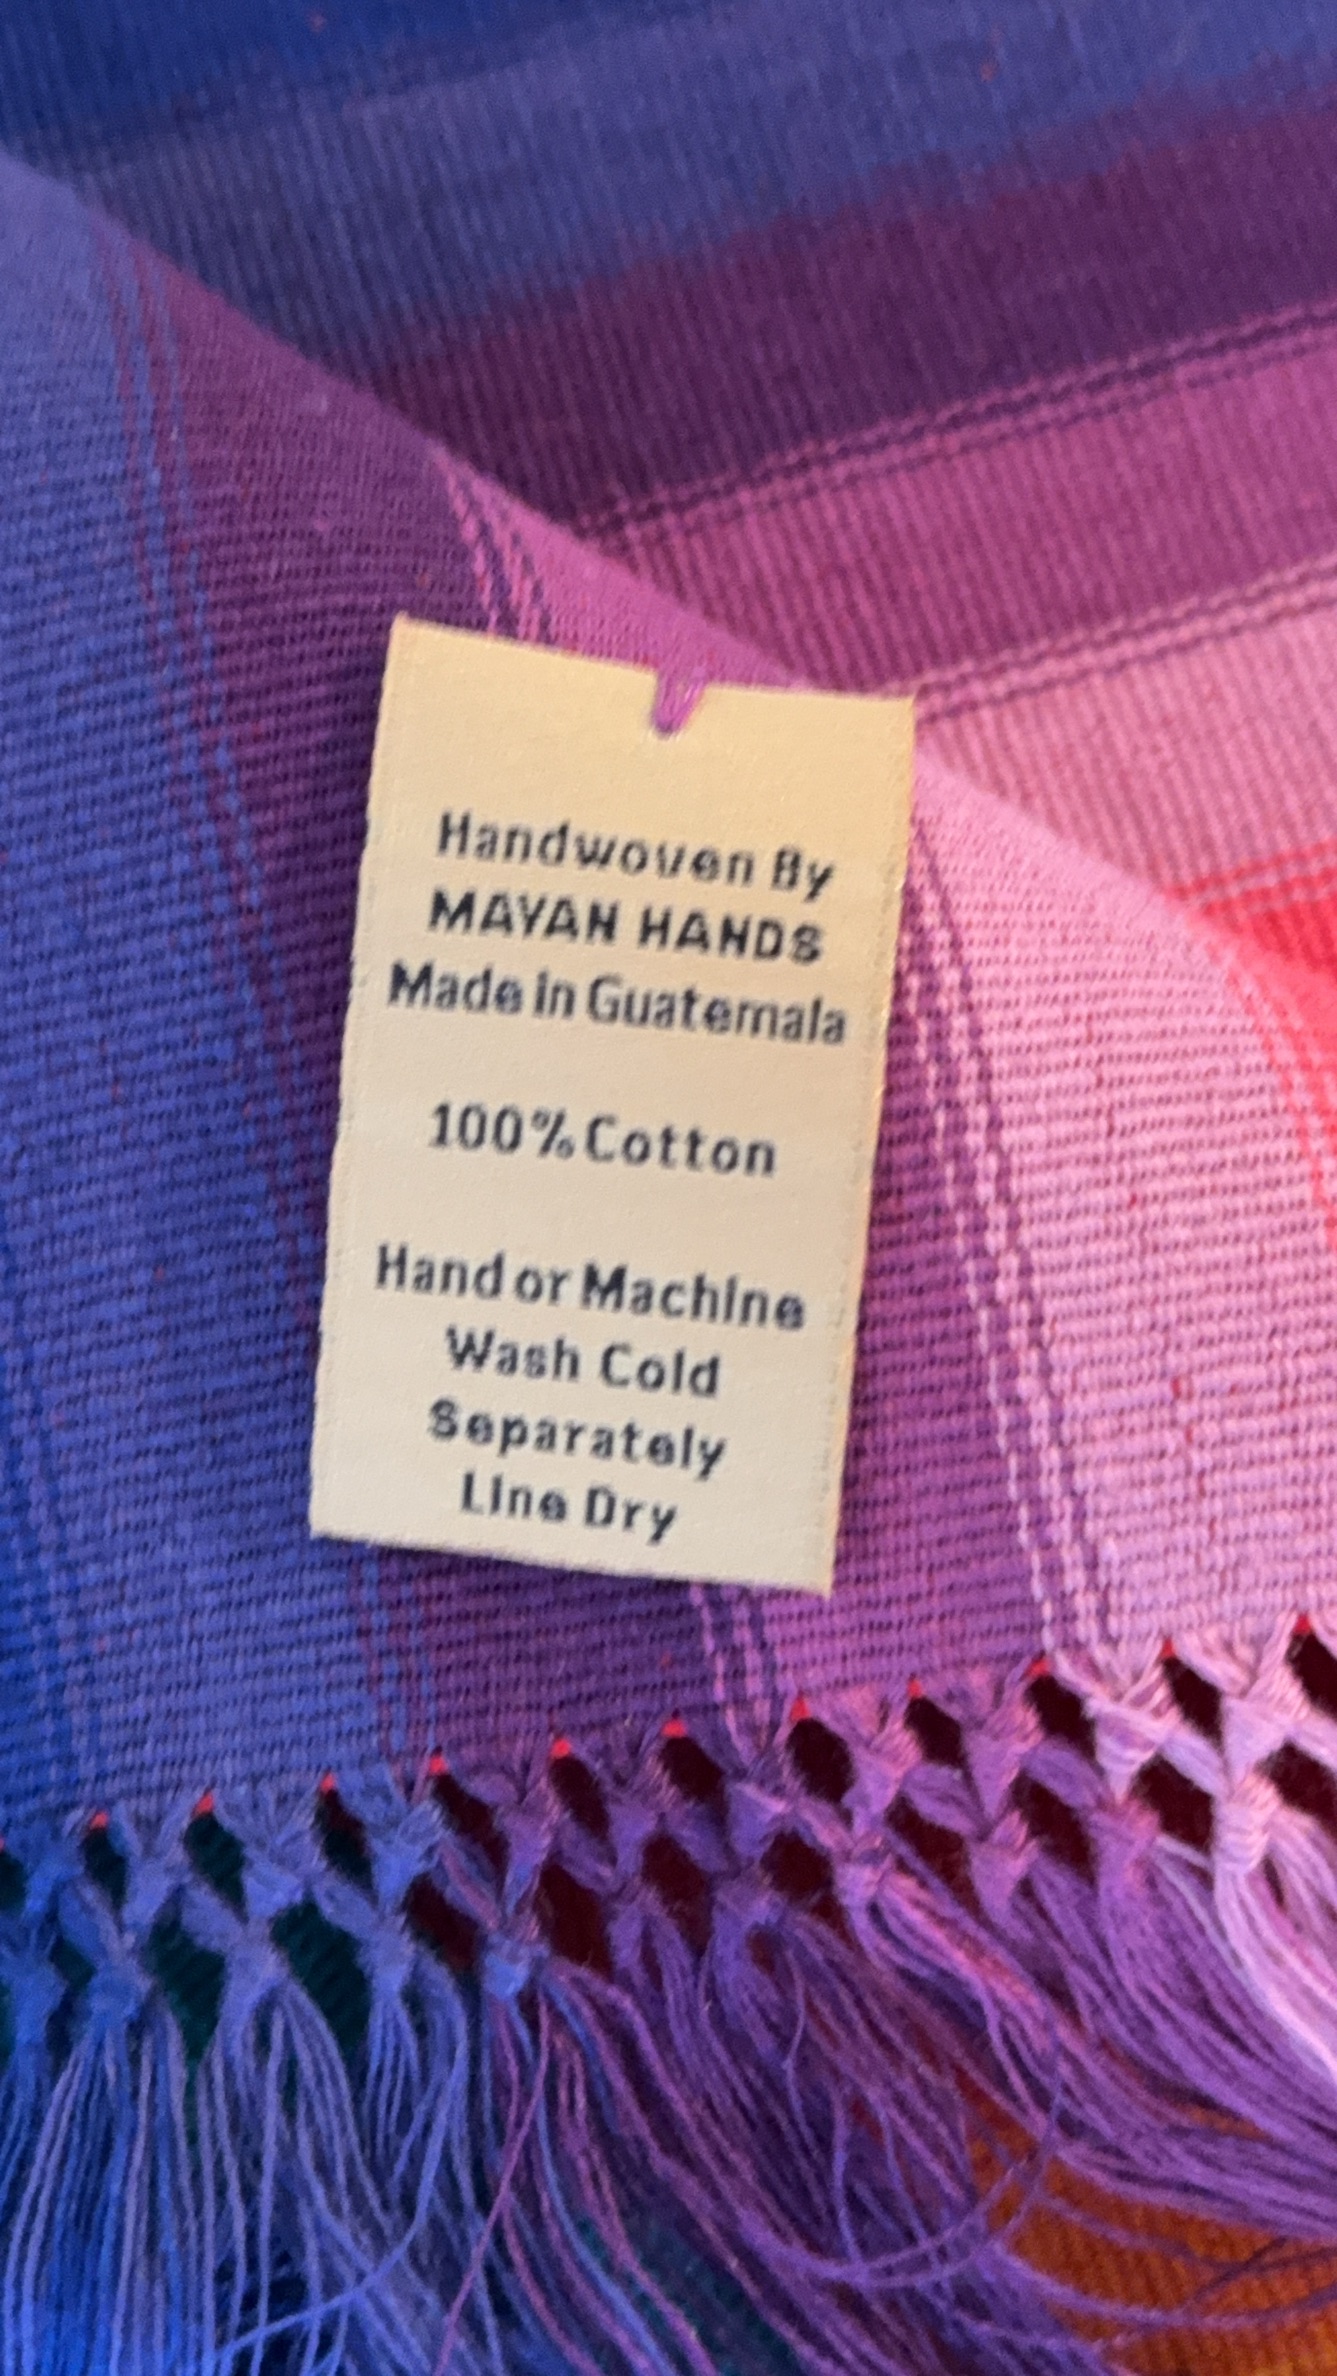 Handwoven By
MAYAN HANDS
Made in Guatemala
100% Cotton
Hand or Machine
Wash Cold
Separately
Line Dry